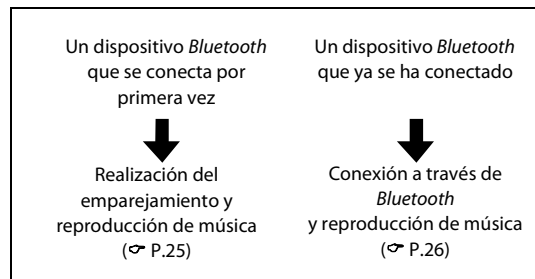 Un dispositivo Bluetooth
que se conecta por
primera vez
Realización del
emparejamiento y
reproducción de música
(☞ P.25)
Un dispositivo Bluetooth
que ya se ha conectado
Conexión a través de
Bluetooth
y reproducción de música
(☞ P.26)